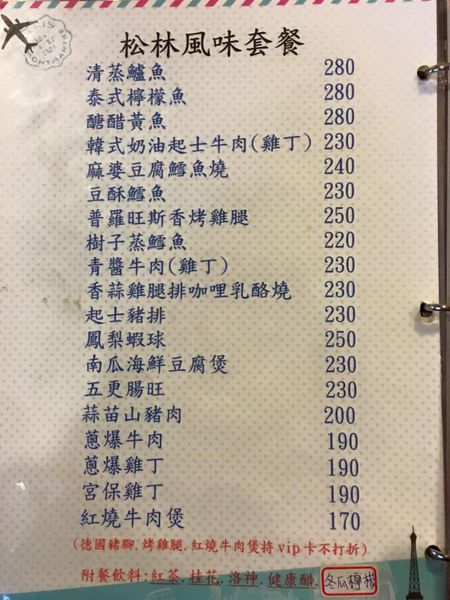 松林風味套餐
清蒸鱸魚 280
泰式檸檬魚 280
醣醋黃魚 280
韓式奶油起士牛肉(雞丁) 230
麻婆豆腐鱈魚燒 240
豆酥鱈魚 230
普羅旺斯香烤雞腿 250
樹子蒸鱈魚 220
青醬牛肉(雞丁) 230
香蒜雞腿排咖哩乳酪燒 230
起士豬排 230
鳳梨蝦球 250
南瓜海鮮豆腐煲 230
五更腸旺 230
蒜苗山豬肉 200
蔥爆牛肉 190
蔥爆雞丁 190
宮保雞丁 190
紅燒牛肉煲 170
(德國豬腳.烤雞腿.紅燒牛肉煲持vip卡不打折)
附餐飲料:紅茶.桂花.洛神.健康醋.冬瓜檸檬